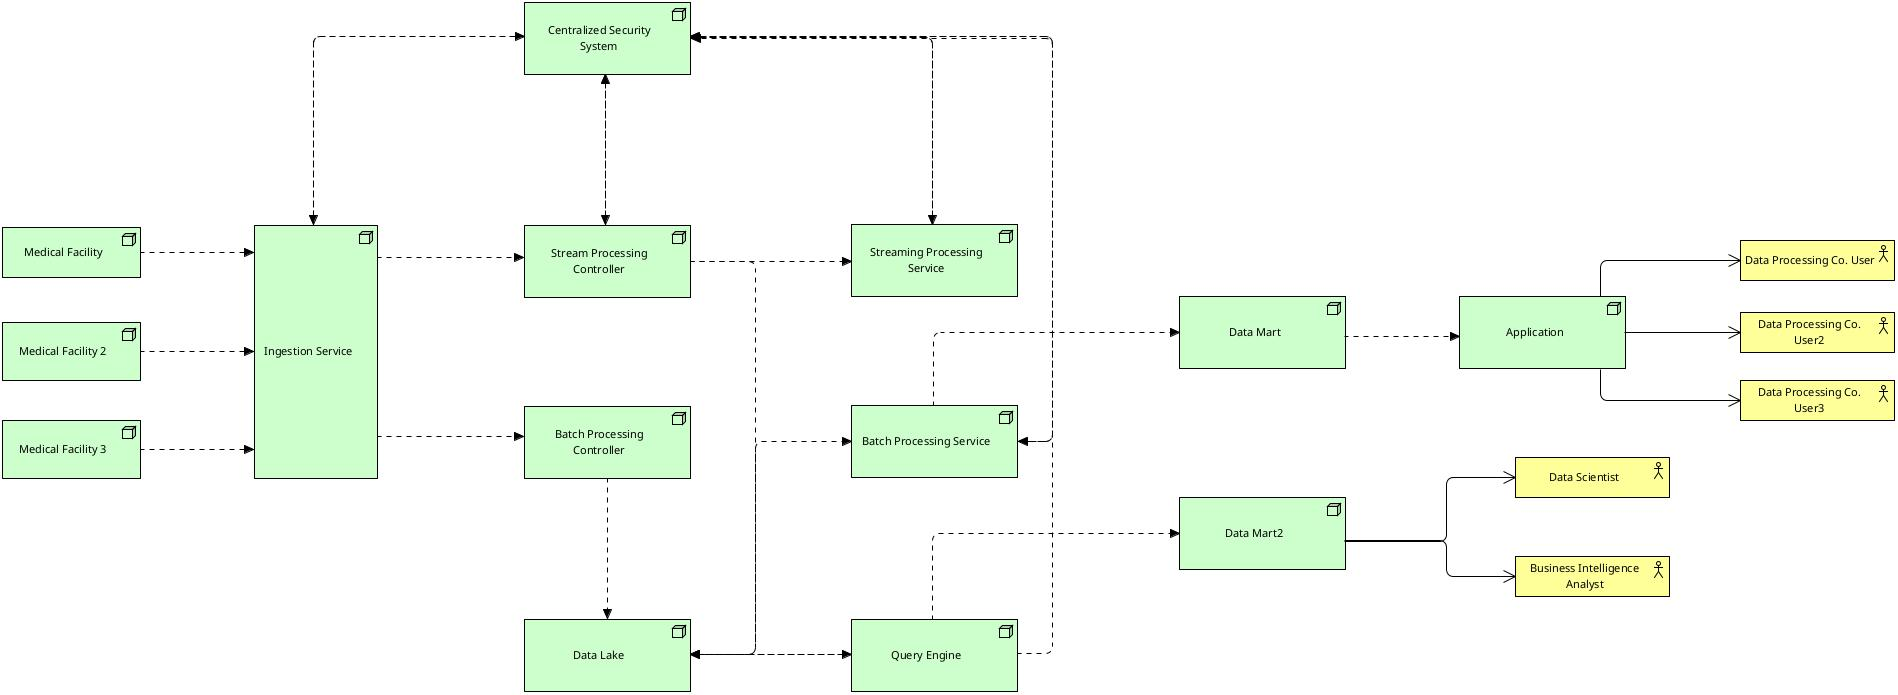 Centralized Security
System
Medical Facility
Stream Processing
Controller
Streaming Processing
Service
Data Processing Co. User
Data Mart
Application
Data Processing Co.
User2
Medical Facility 2
Ingestion Service
Data Processing Co.
User3
Medical Facility 3
Batch Processing
Controller
Batch Processing Service
Data Scientist
Data Mart2
Business Intelligence
Analyst
Data Lake
Query Engine